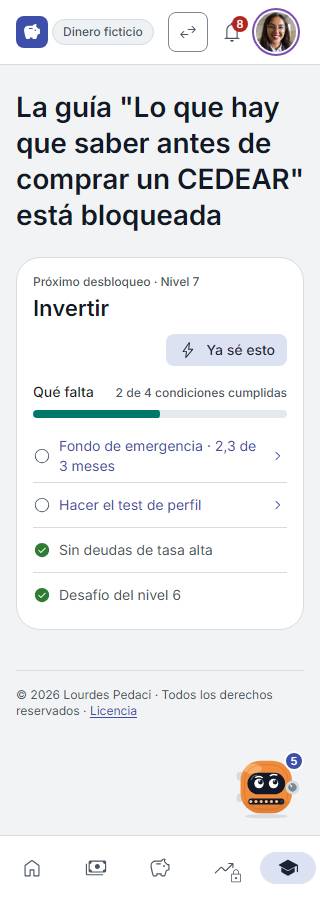 Dinero ficticio
8
La guía "Lo que hay
que saber antes de
comprar un CEDEAR"
está bloqueada
Próximo desbloqueo · Nivel 7
Invertir
Ya sé esto
Qué falta
2 de 4 condiciones cumplidas
Fondo de emergencia · 2,3 de
3 meses
Hacer el test de perfil
Sin deudas de tasa alta
Desafío del nivel 6
© 2026 Lourdes Pedaci · Todos los derechos
reservados · Licencia
5